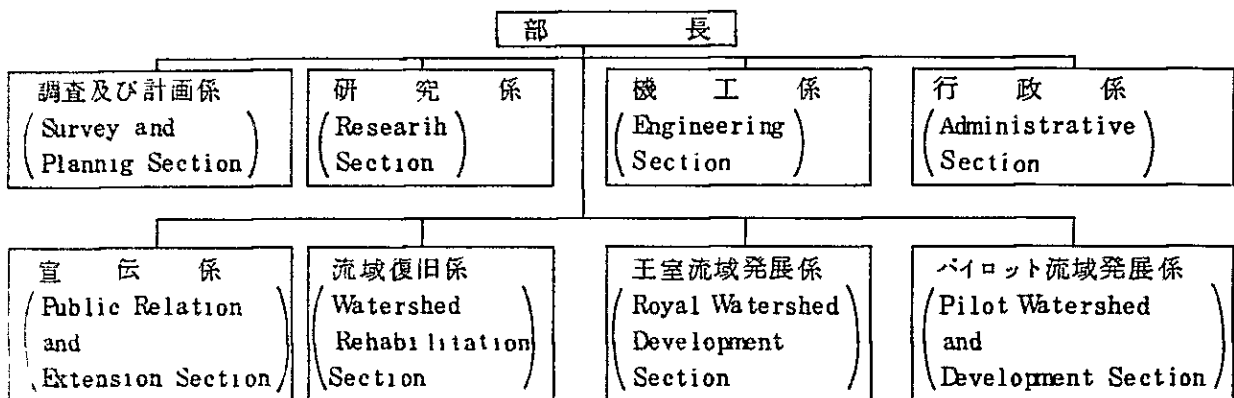 部長
調査及び計画係
(Survey and
Plannig Section)
研究係
(Researih
Section)
機工係
(Engineering
Section)
行政係
(Administrative
Section)
宣伝係
(Public Relation
and
Extension Section)
流域復旧係
(Watershed
Rehabilitation
Section)
王室流域発展係
(Royal Watershed
Development
Section)
パイロット流域発展係
(Pilot Watershed
and
Development Section)